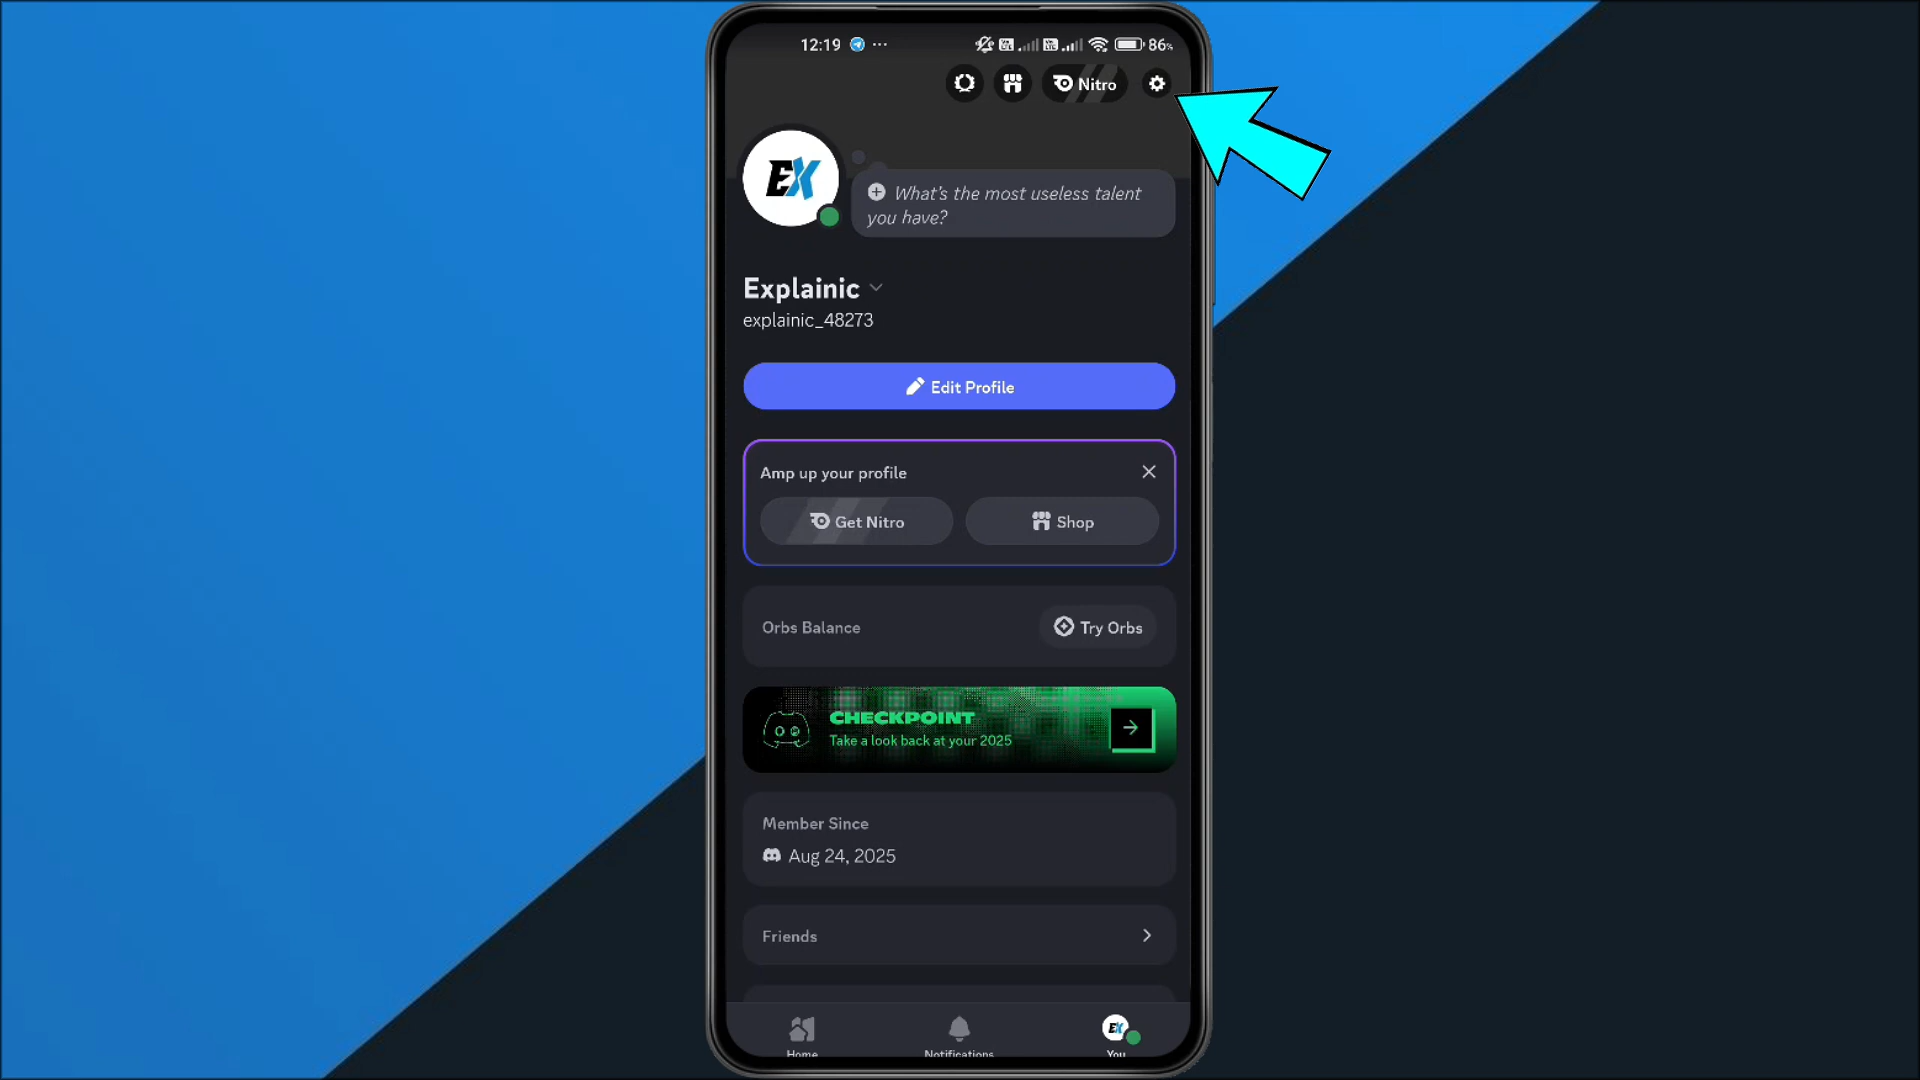 12:19 ... 86%
Nitro
EX
What's the most useless talent
you have?
Explainic
explainic_48273
Edit Profile
Amp up your profile
Get Nitro
Shop
Orbs Balance
Try Orbs
CHECKPOINT
Take a look back at your 2025
Member Since
Aug 24, 2025
Friends
Home
Notifications
EX
You